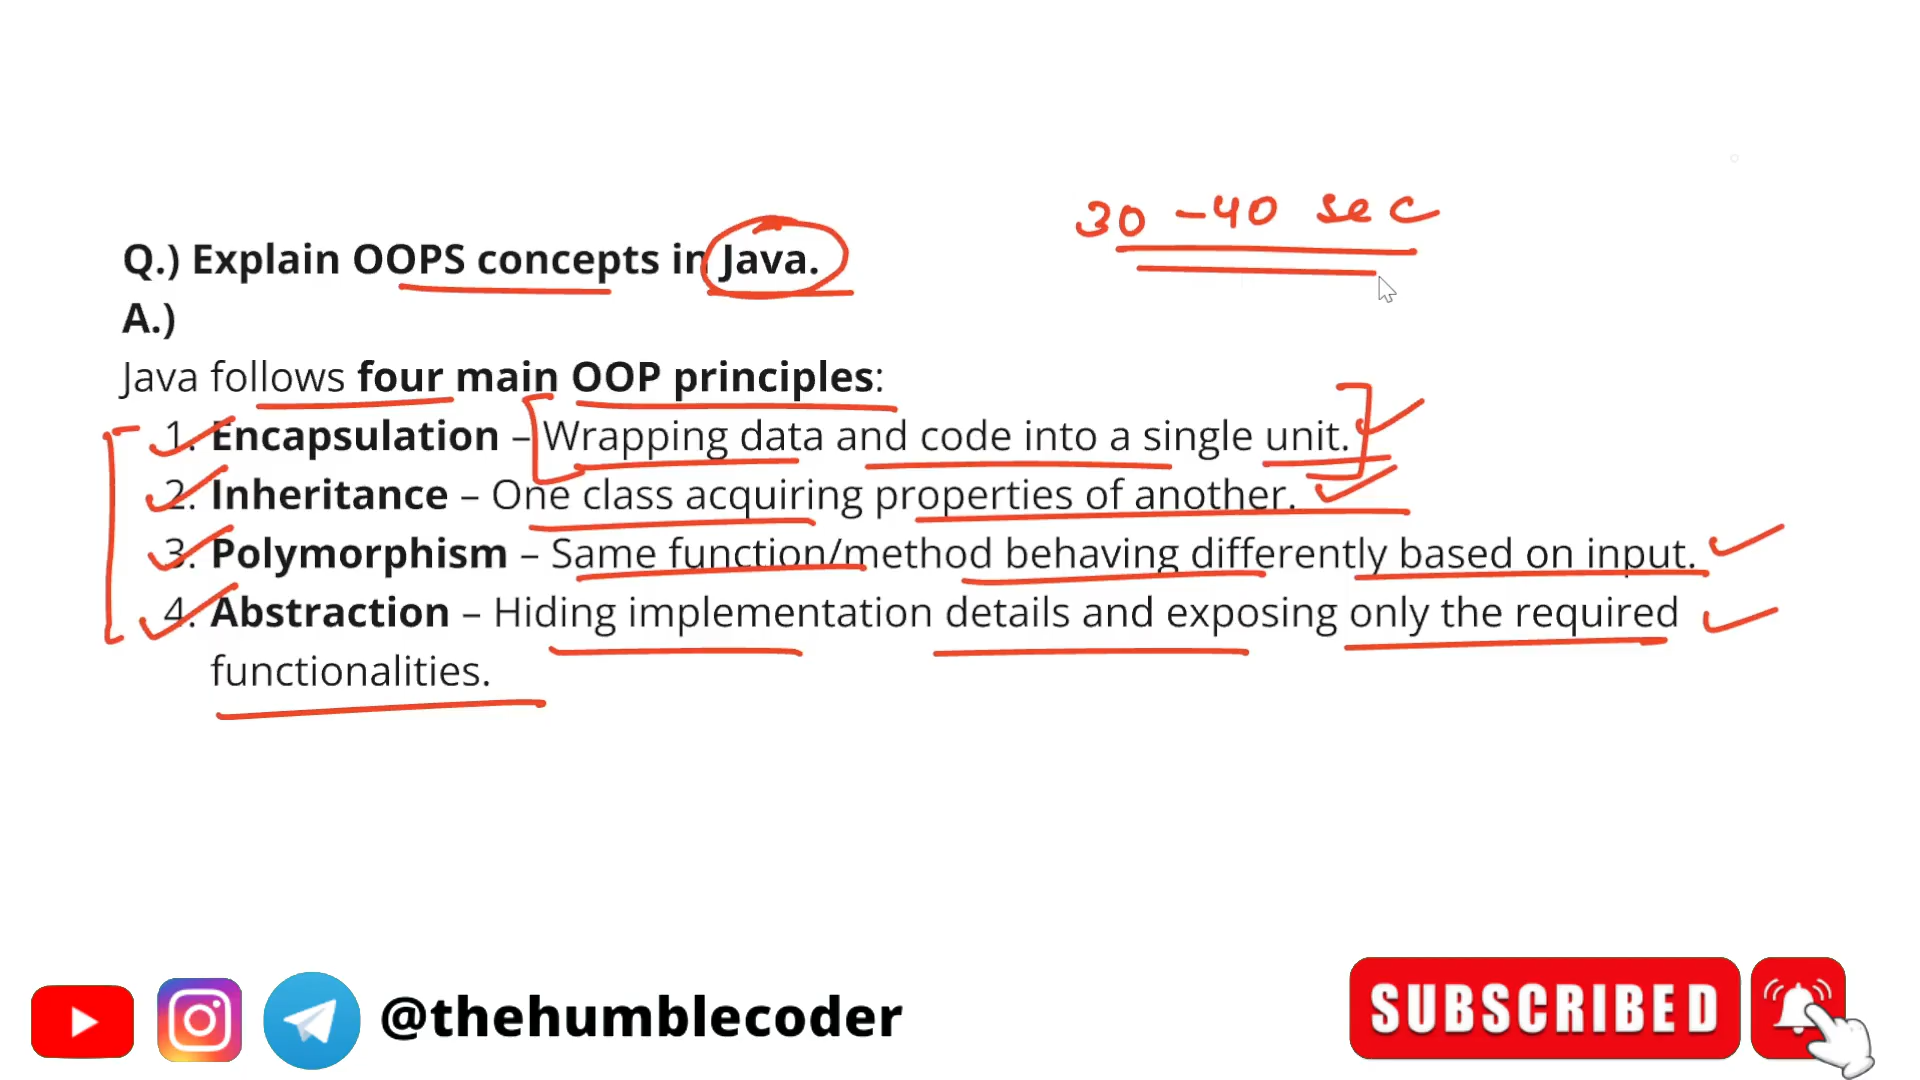 30 - 40 sec
Q.) Explain OOPS concepts in Java.
A.)
Java follows four main OOP principles:
1. Encapsulation – Wrapping data and code into a single unit.
2. Inheritance – One class acquiring properties of another.
3. Polymorphism – Same function/method behaving differently based on input.
4. Abstraction – Hiding implementation details and exposing only the required
functionalities.
@thehumblecoder
SUBSCRIBED